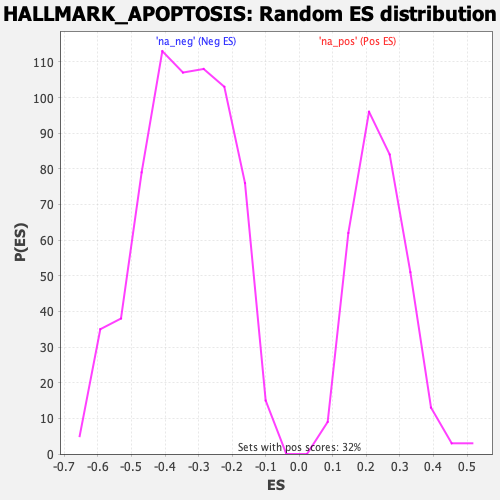 HALLMARK_APOPTOSIS: Random ES distribution
'na_neg' (Neg ES) 'na_pos' (Pos ES)
110
100
90
80
70
60
50
40
30
20
10
0
P(ES)
Sets with pos scores: 32%
-0.7 -0.6 -0.5 -0.4 -0.3 -0.2 -0.1 0.0 0.1 0.2 0.3 0.4 0.5
ES